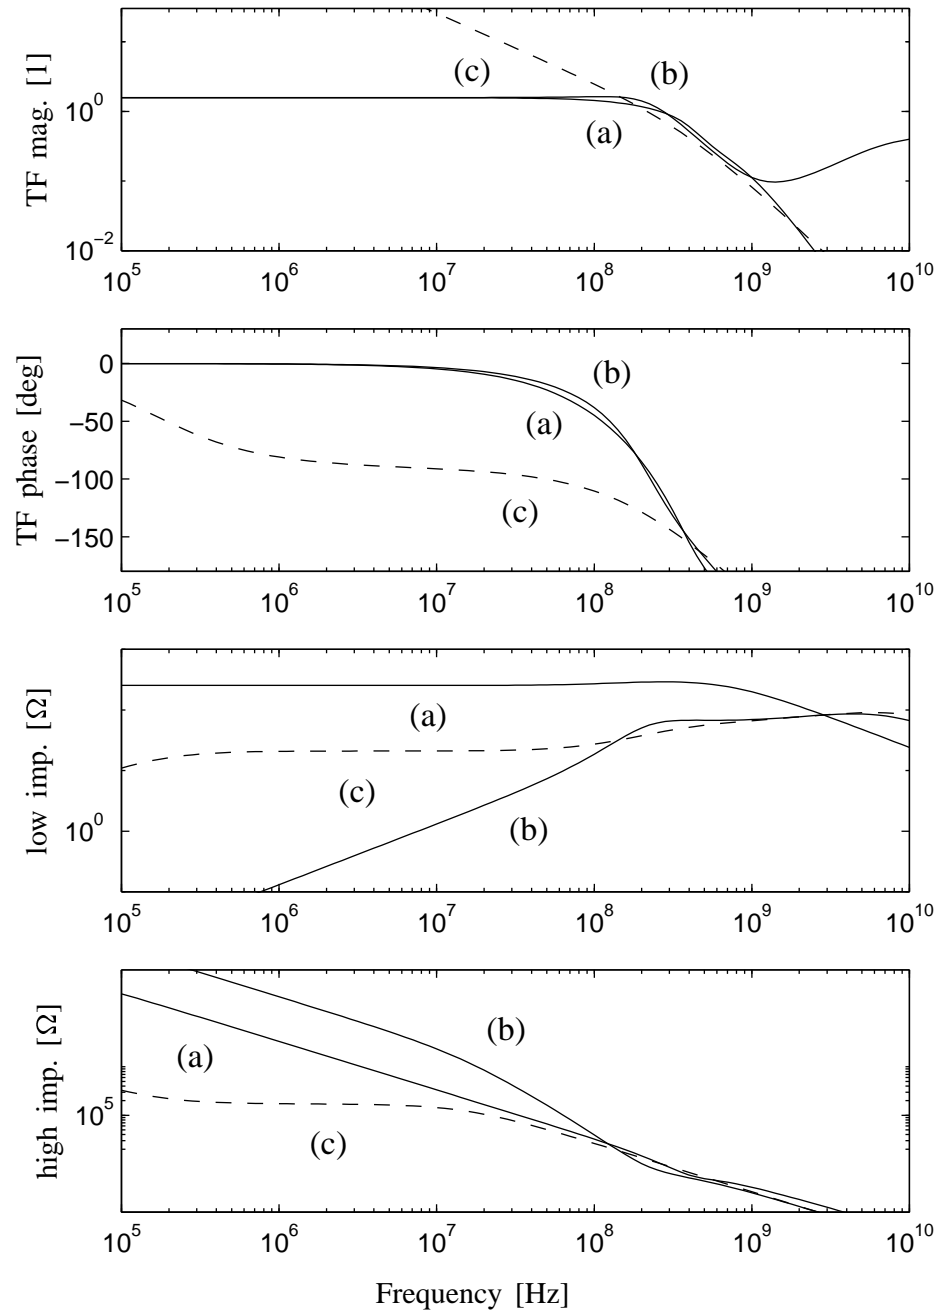 TF mag. [1]
10^0
10^−2
(c)
(b)
(a)
10^5 10^6 10^7 10^8 10^9 10^10
TF phase [deg]
0
−50
−100
−150
(b)
(a)
(c)
10^5 10^6 10^7 10^8 10^9 10^10
low imp. [Ω]
10^0
(a)
(c)
(b)
10^5 10^6 10^7 10^8 10^9 10^10
high imp. [Ω]
10^5
(b)
(a)
(c)
10^5 10^6 10^7 10^8 10^9 10^10
Frequency [Hz]